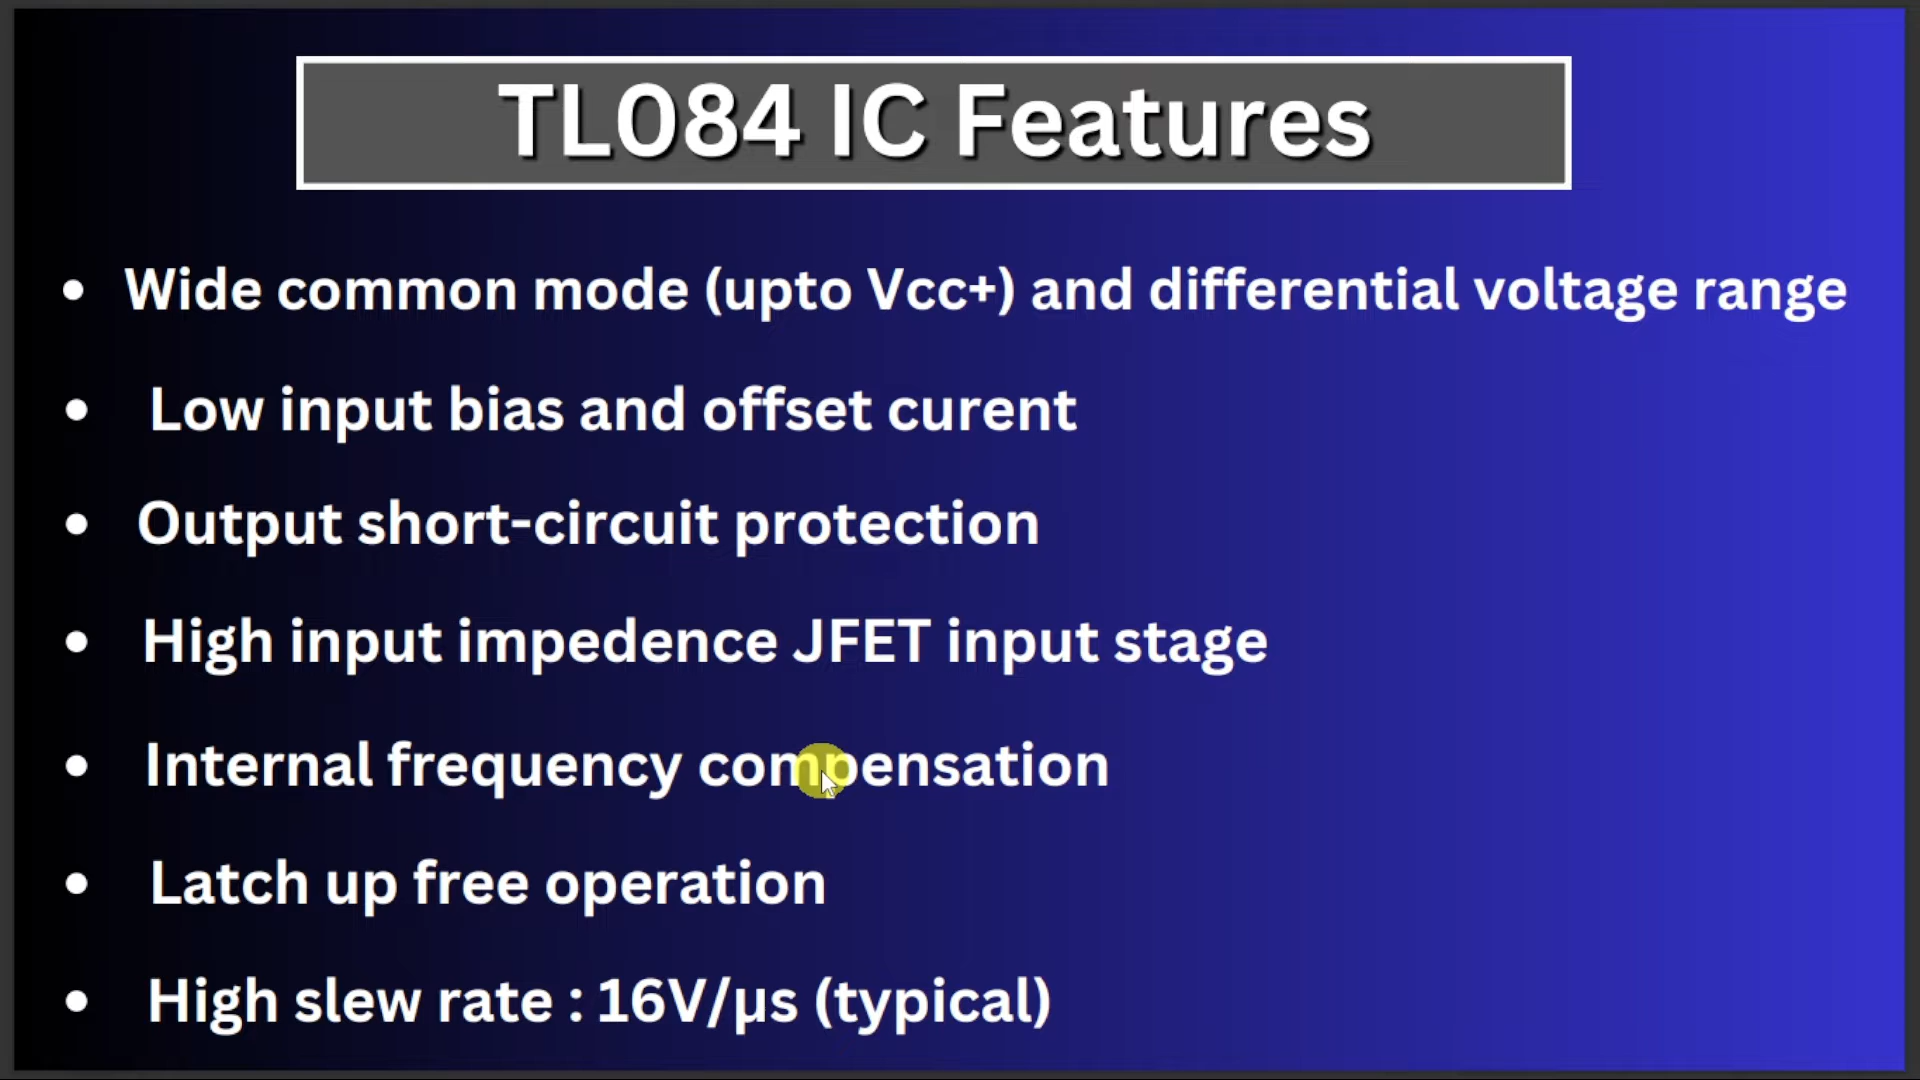 TL084 IC Features
• Wide common mode (upto Vcc+) and differential voltage range
• Low input bias and offset curent
• Output short-circuit protection
• High input impedence JFET input stage
• Internal frequency compensation
• Latch up free operation
• High slew rate : 16V/µs (typical)